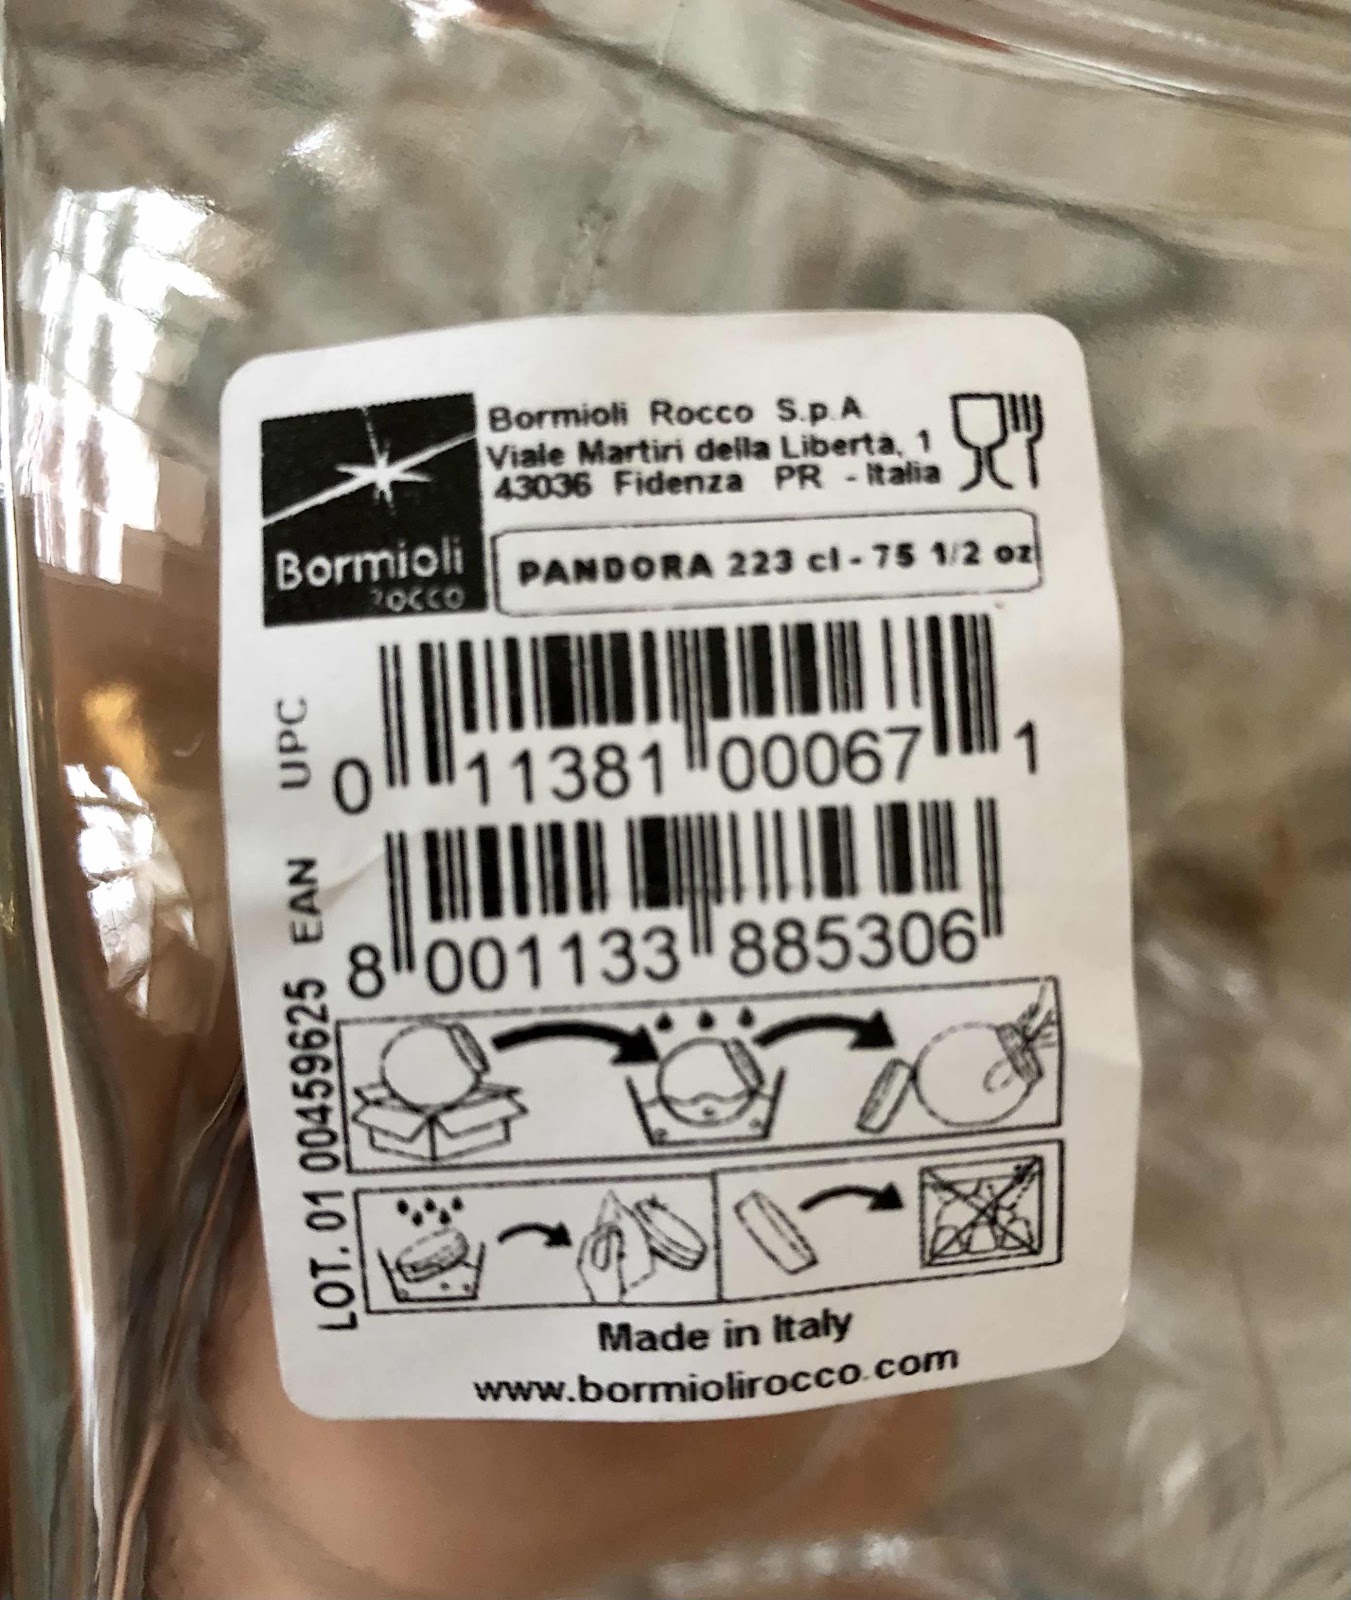 Bormioli Rocco S.p.A
Viale Martiri della Libertà, 1
43036 Fidenza PR - Italia
Bormioli
rocco
PANDORA 223 cl - 75 1/2 oz
UPC
0 11381 00067 1
EAN
8 001133 885306
LOT. 01 00459625
Made in Italy
www.bormiolirocco.com